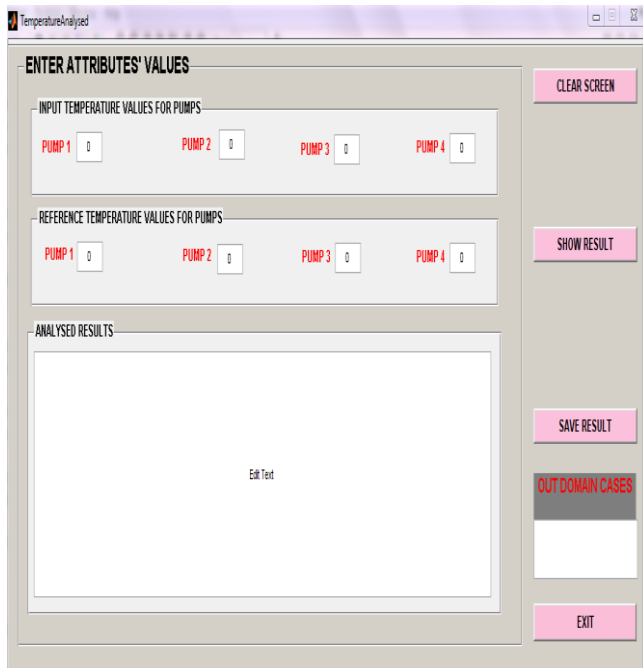 TemperatureAnalysed
ENTER ATTRIBUTES' VALUES
CLEAR SCREEN
INPUT TEMPERATURE VALUES FOR PUMPS
PUMP 1 0 PUMP 2 0 PUMP 3 0 PUMP 4 0
REFERENCE TEMPERATURE VALUES FOR PUMPS
PUMP 1 0 PUMP 2 0 PUMP 3 0 PUMP 4 0
SHOW RESULT
ANALYSED RESULTS
Edit Text
SAVE RESULT
OUT DOMAIN CASES
EXIT